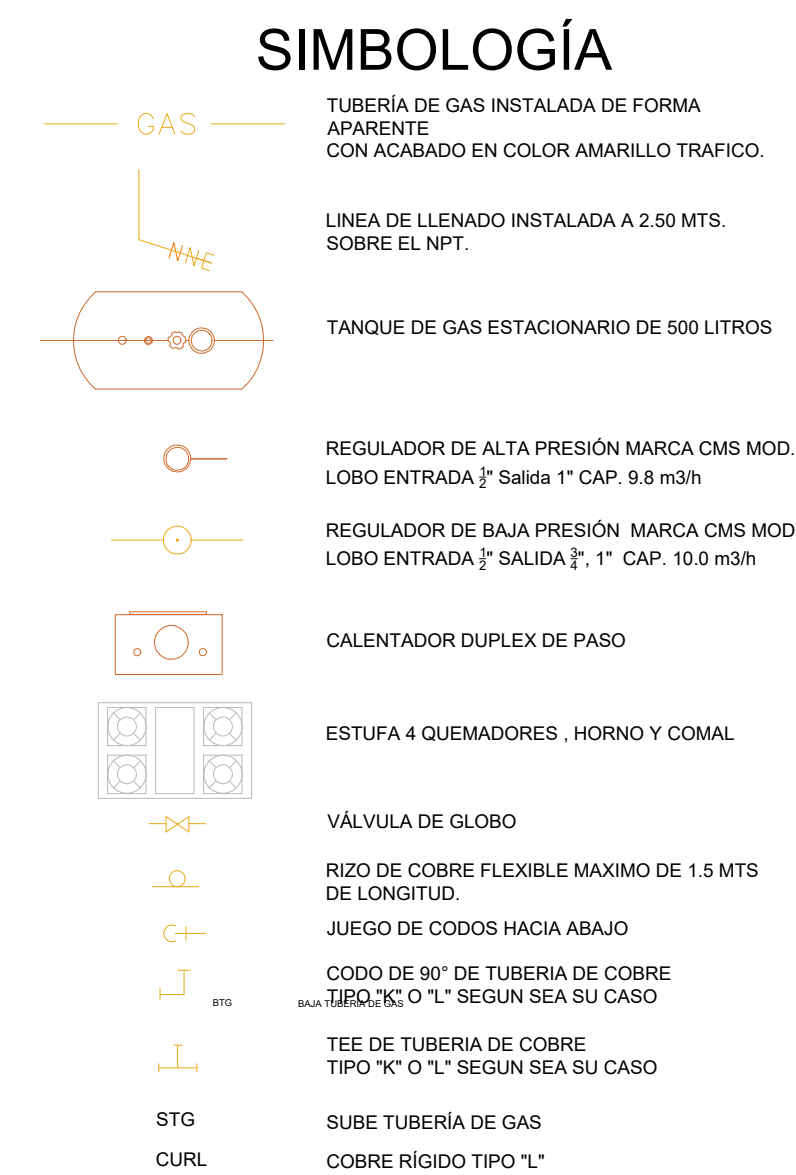 SIMBOLOGÍA
GAS
TUBERÍA DE GAS INSTALADA DE FORMA
APARENTE
CON ACABADO EN COLOR AMARILLO TRAFICO.
NNE
LINEA DE LLENADO INSTALADA A 2.50 MTS.
SOBRE EL NPT.
TANQUE DE GAS ESTACIONARIO DE 500 LITROS
REGULADOR DE ALTA PRESIÓN MARCA CMS MOD.
LOBO ENTRADA ½" Salida 1" CAP. 9.8 m3/h
REGULADOR DE BAJA PRESIÓN MARCA CMS MOD
LOBO ENTRADA ½" SALIDA ¾", 1" CAP. 10.0 m3/h
CALENTADOR DUPLEX DE PASO
ESTUFA 4 QUEMADORES , HORNO Y COMAL
VÁLVULA DE GLOBO
RIZO DE COBRE FLEXIBLE MAXIMO DE 1.5 MTS
DE LONGITUD.
JUEGO DE CODOS HACIA ABAJO
CODO DE 90° DE TUBERIA DE COBRE
TIPO "K" O "L" SEGUN SEA SU CASO
BTG
BAJA TUBERÍA DE GAS
TEE DE TUBERIA DE COBRE
TIPO "K" O "L" SEGUN SEA SU CASO
STG
SUBE TUBERÍA DE GAS
CURL
COBRE RÍGIDO TIPO "L"